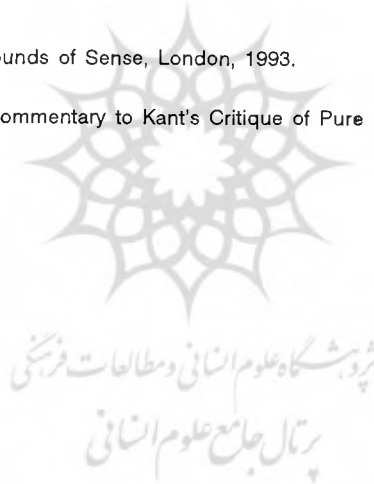 ounds of Sense, London, 1993.
ommentary to Kant's Critique of Pure
پژوهشگاه علوم انسانی و مطالعات فرهنگی
پرتال جامع علوم انسانی